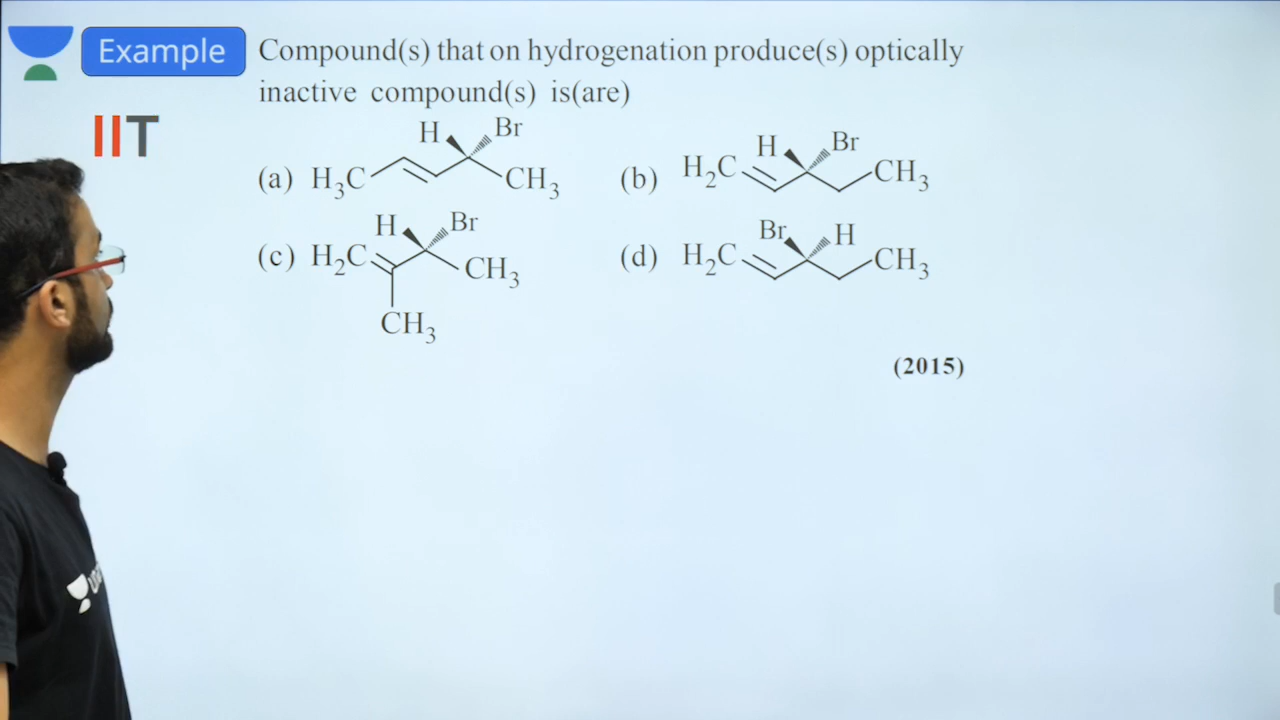 Example
Compound(s) that on hydrogenation produce(s) optically
inactive compound(s) is(are)
IIT
(a) H₃C H Br CH₃
(b) H₂C H Br CH₃
(c) H₂C H Br CH₃
CH₃
(d) H₂C Br H CH₃
(2015)